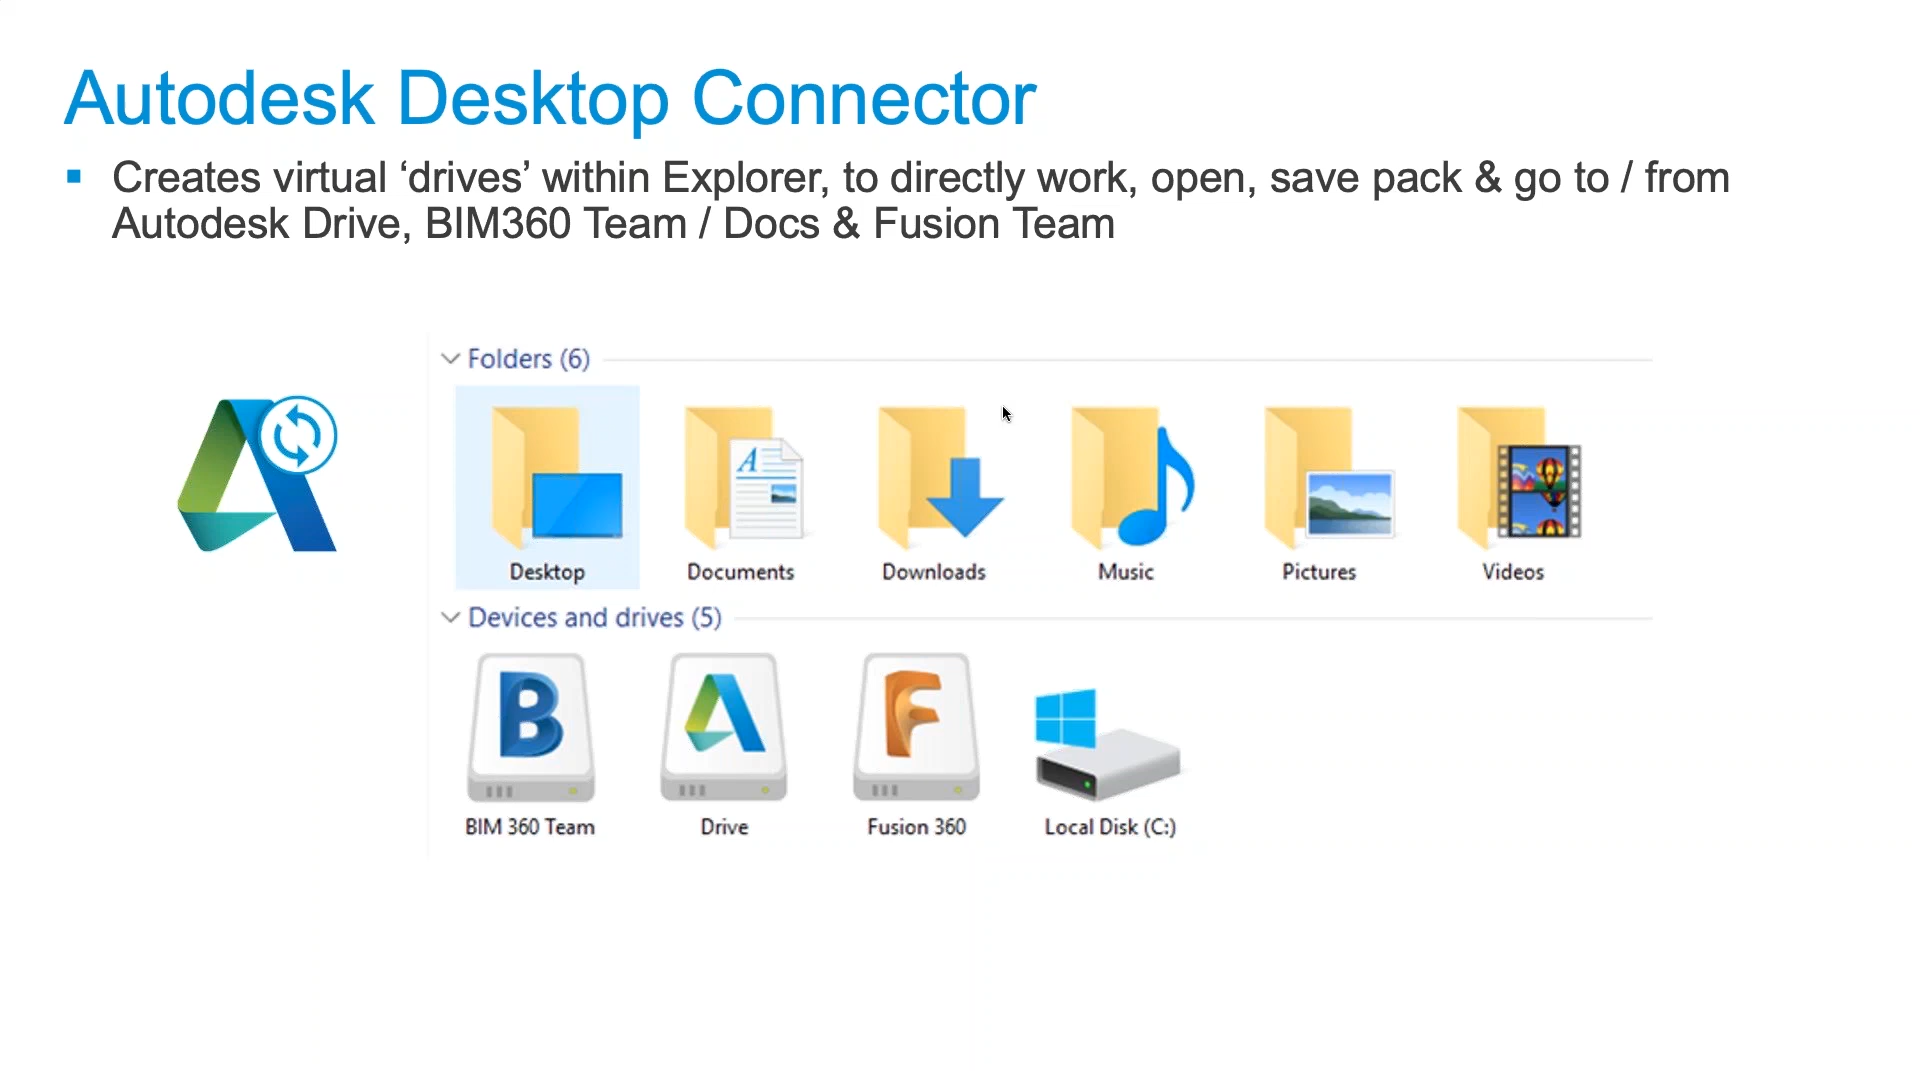 Autodesk Desktop Connector
Creates virtual ‘drives’ within Explorer, to directly work, open, save pack & go to / from
Autodesk Drive, BIM360 Team / Docs & Fusion Team
Folders (6)
Desktop
Documents
Downloads
Music
Pictures
Videos
Devices and drives (5)
BIM 360 Team
Drive
Fusion 360
Local Disk (C:)